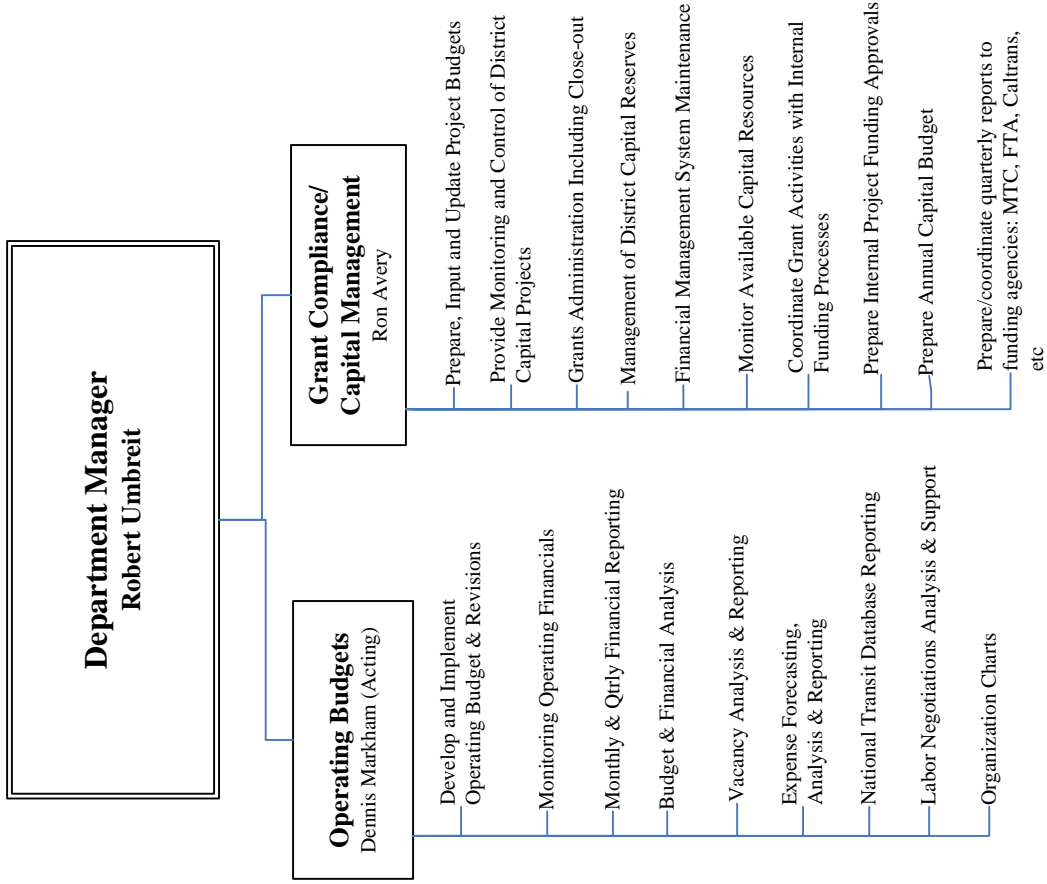 Department Manager
Robert Umbreit
Operating Budgets
Dennis Markham (Acting)
Develop and Implement
Operating Budget & Revisions
Monitoring Operating Financials
Monthly & Qtrly Financial Reporting
Budget & Financial Analysis
Vacancy Analysis & Reporting
Expense Forecasting,
Analysis & Reporting
National Transit Database Reporting
Labor Negotiations Analysis & Support
Organization Charts
Grant Compliance/
Capital Management
Ron Avery
Prepare, Input and Update Project Budgets
Provide Monitoring and Control of District
Capital Projects
Grants Administration Including Close-out
Management of District Capital Reserves
Financial Management System Maintenance
Monitor Available Capital Resources
Coordinate Grant Activities with Internal
Funding Processes
Prepare Internal Project Funding Approvals
Prepare Annual Capital Budget
Prepare/coordinate quarterly reports to
funding agencies: MTC, FTA, Caltrans,
etc